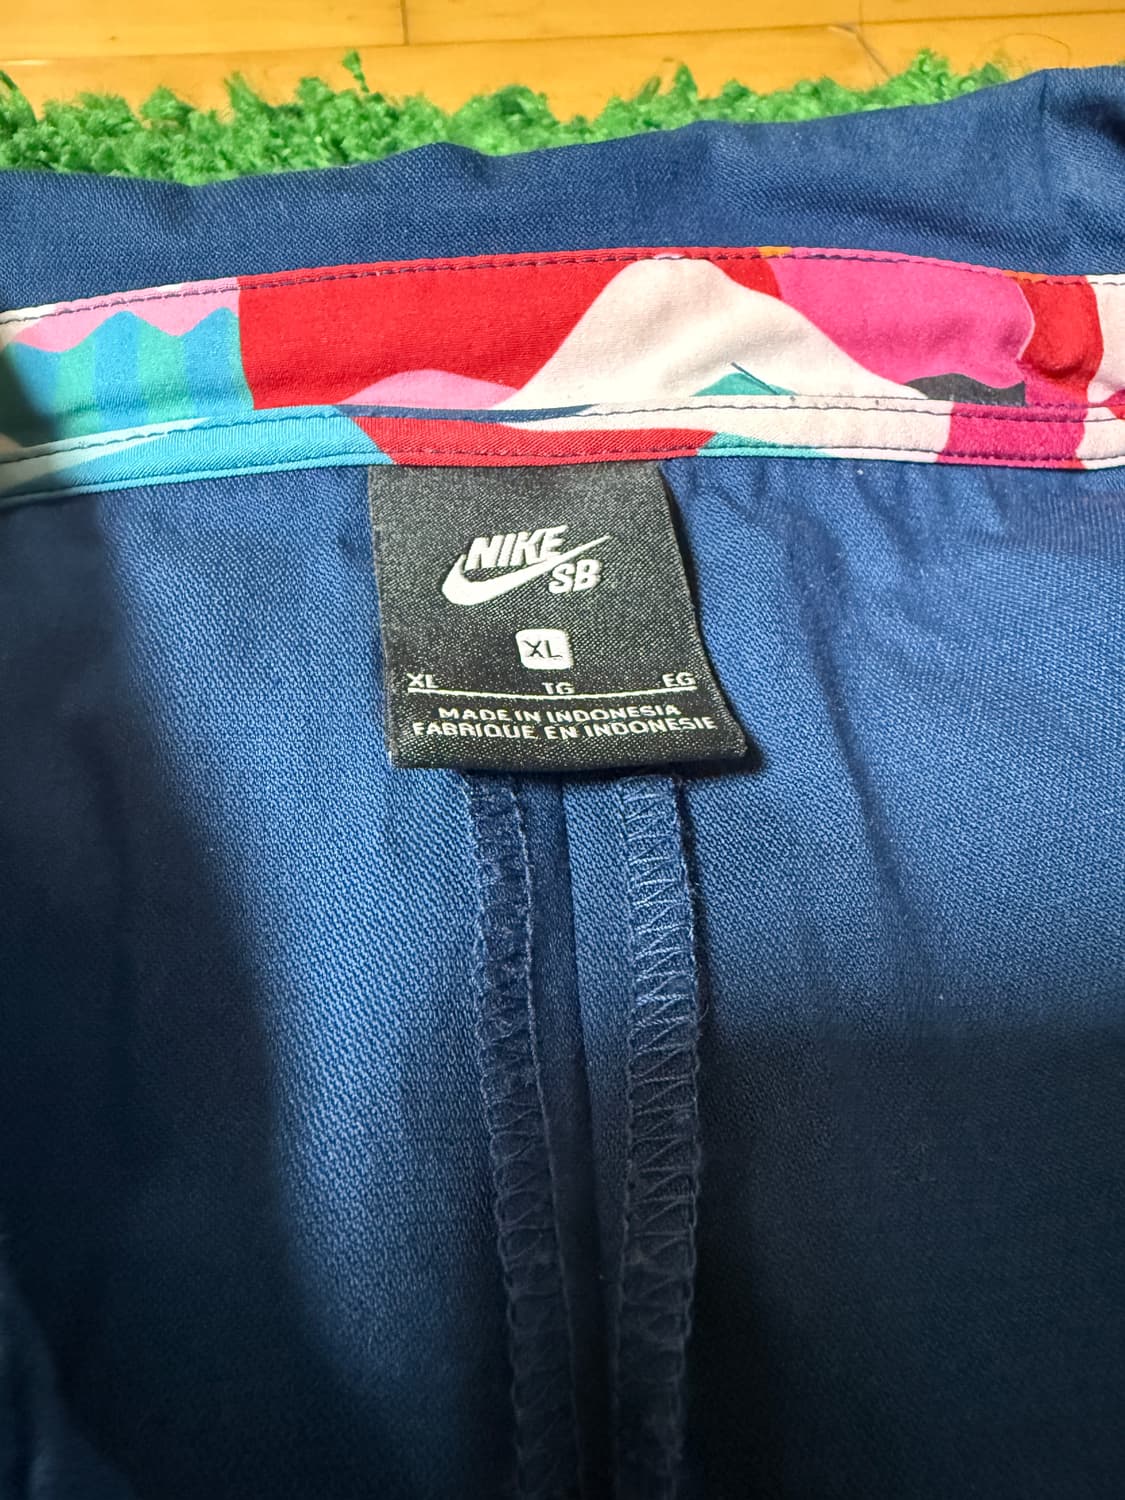 NIKE
SB
XL
XL TG EG
MADE IN INDONESIA
FABRIQUE EN INDONESIE